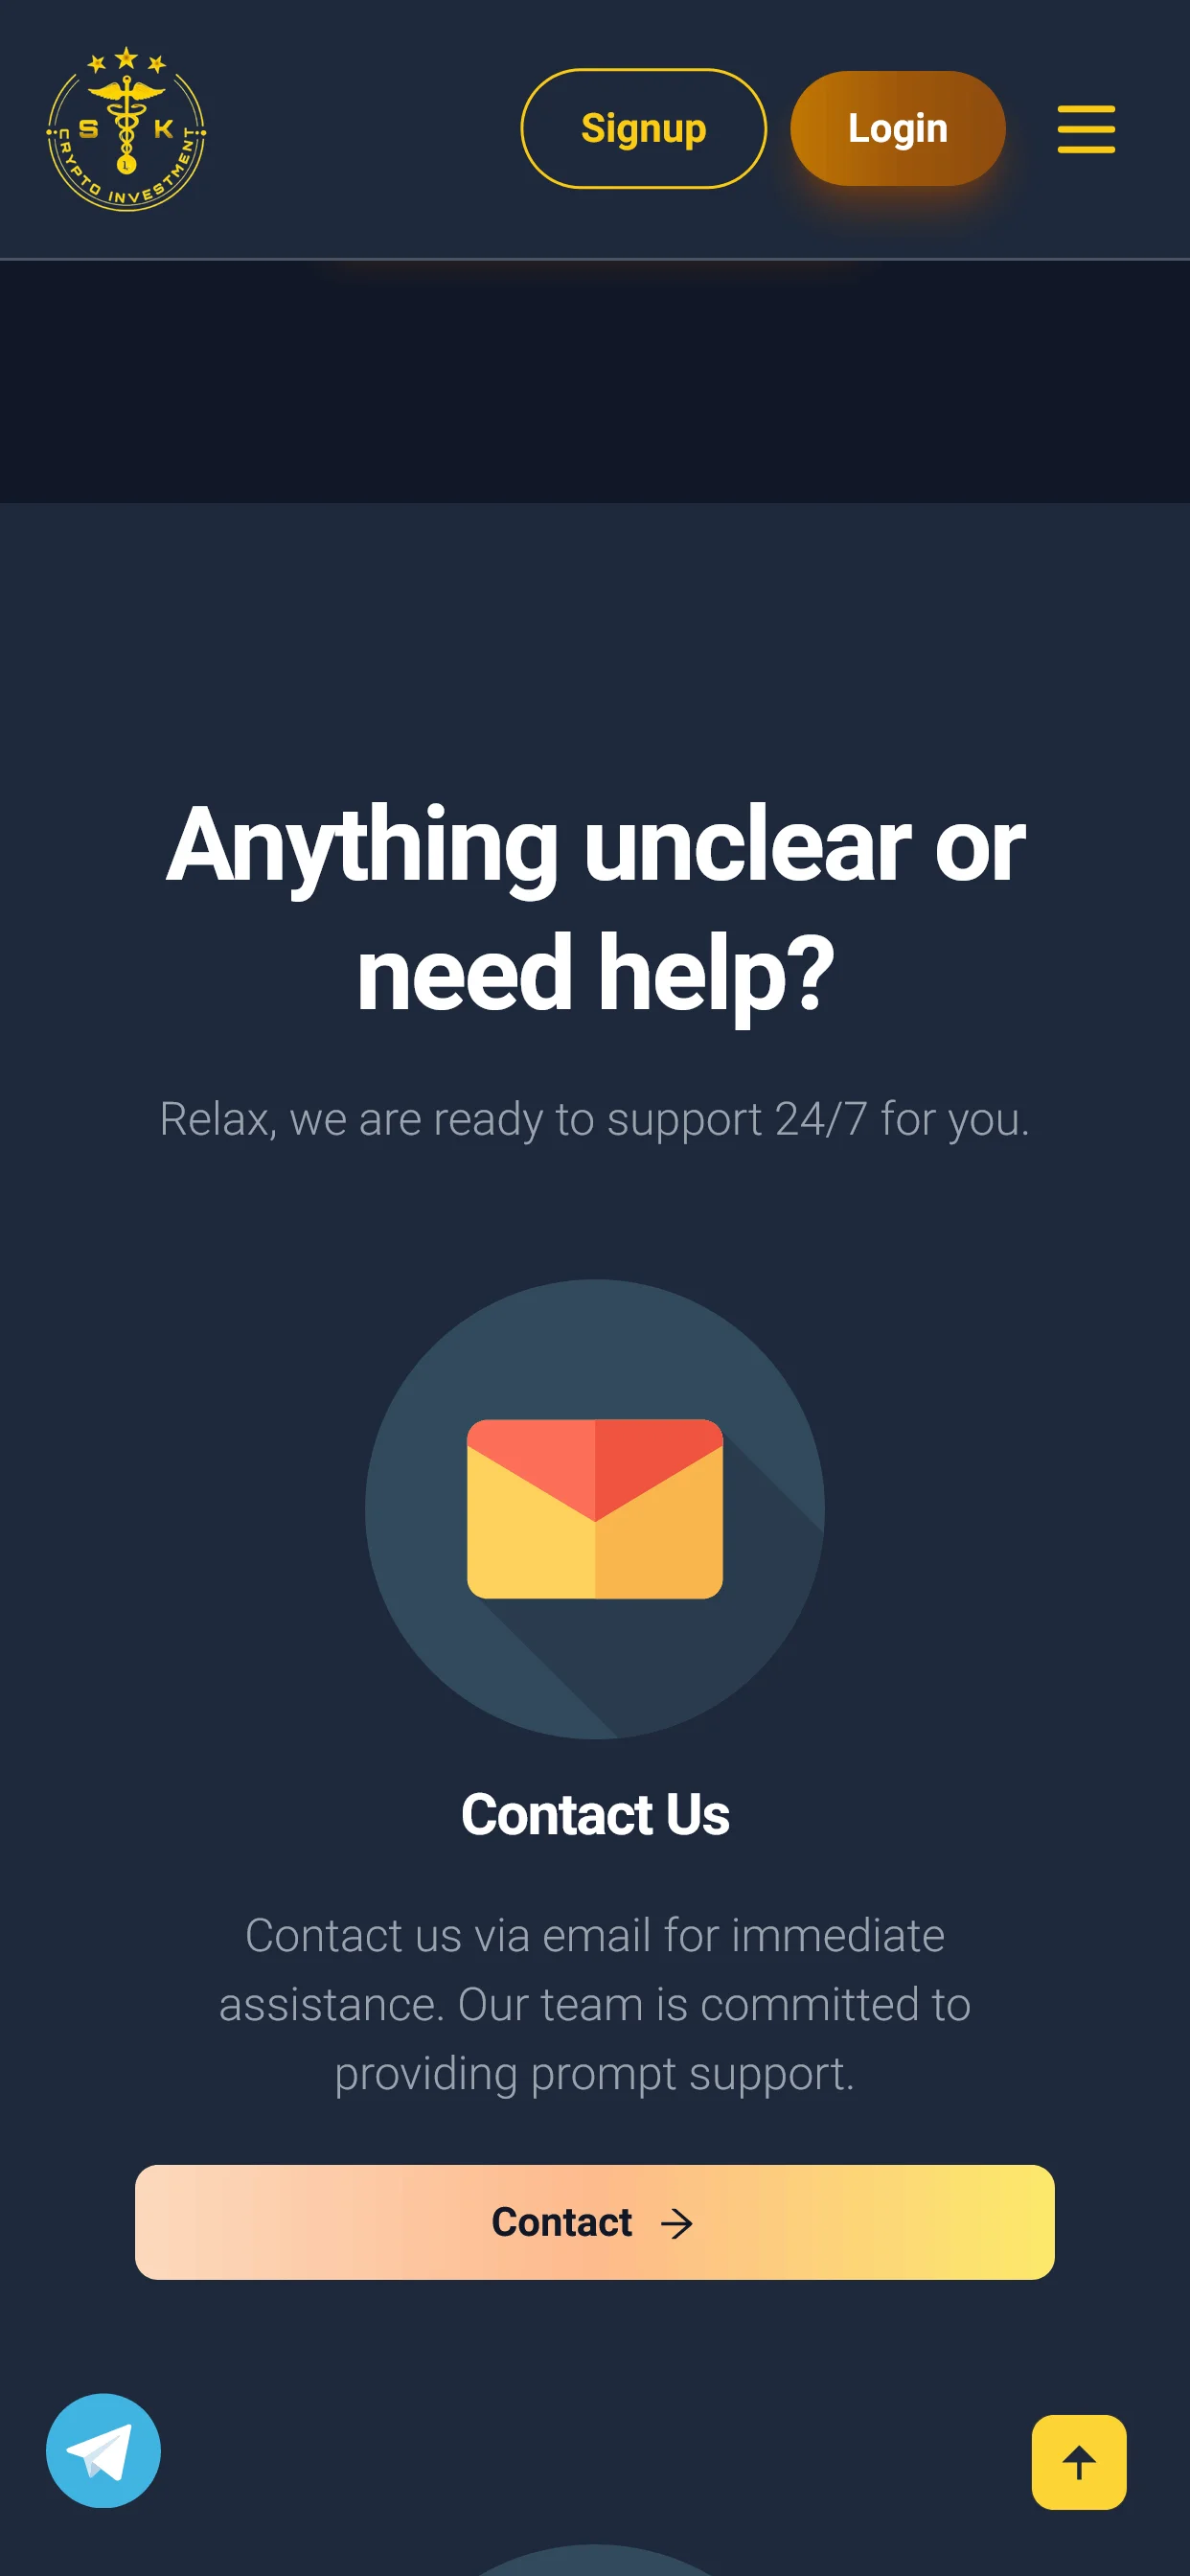 S K
CRYPTO INVESTMENT
Signup
Login
Anything unclear or
need help?
Relax, we are ready to support 24/7 for you.
Contact Us
Contact us via email for immediate
assistance. Our team is committed to
providing prompt support.
Contact